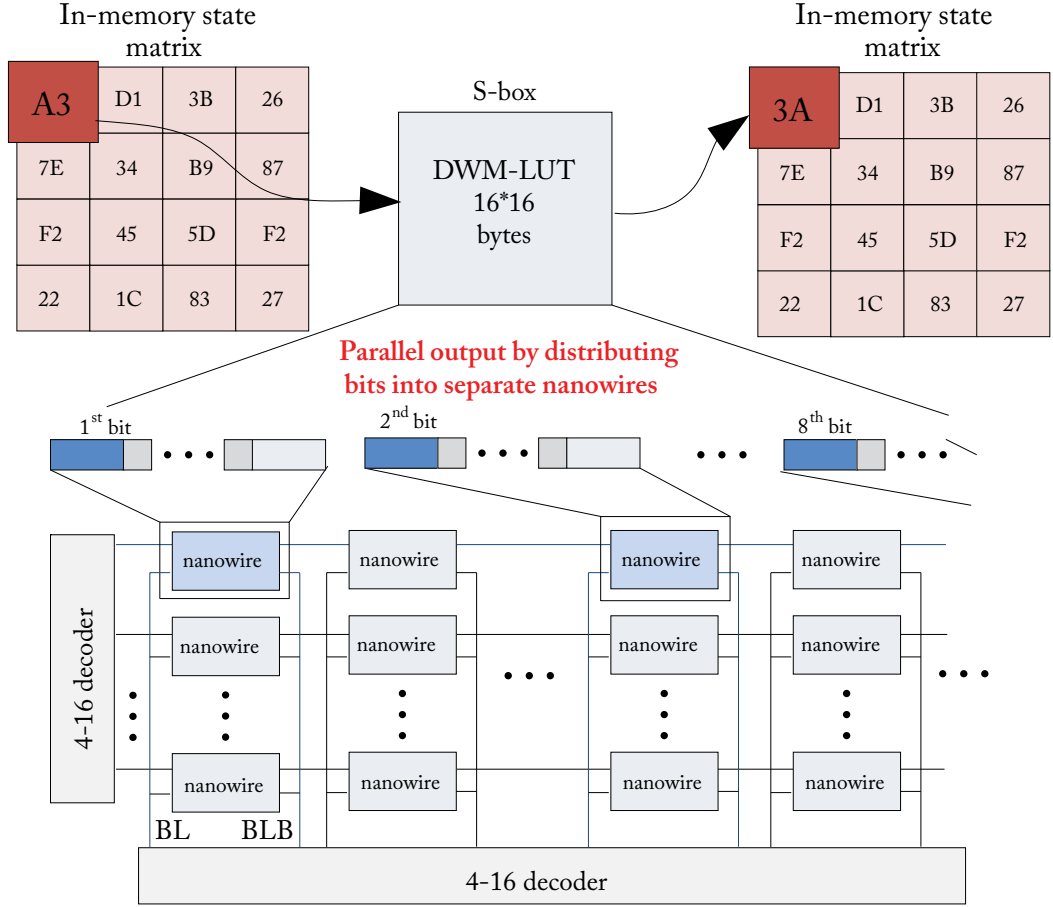 In-memory state
matrix
In-memory state
matrix
S-box
A3 D1 3B 26
7E 34 B9 87
F2 45 5D F2
22 1C 83 27
DWM-LUT
16*16
bytes
3A D1 3B 26
7E 34 B9 87
F2 45 5D F2
22 1C 83 27
Parallel output by distributing
bits into separate nanowires
1st bit
2nd bit
8th bit
4-16 decoder
nanowire nanowire nanowire nanowire
nanowire nanowire nanowire nanowire
nanowire nanowire nanowire nanowire
BL BLB
4-16 decoder